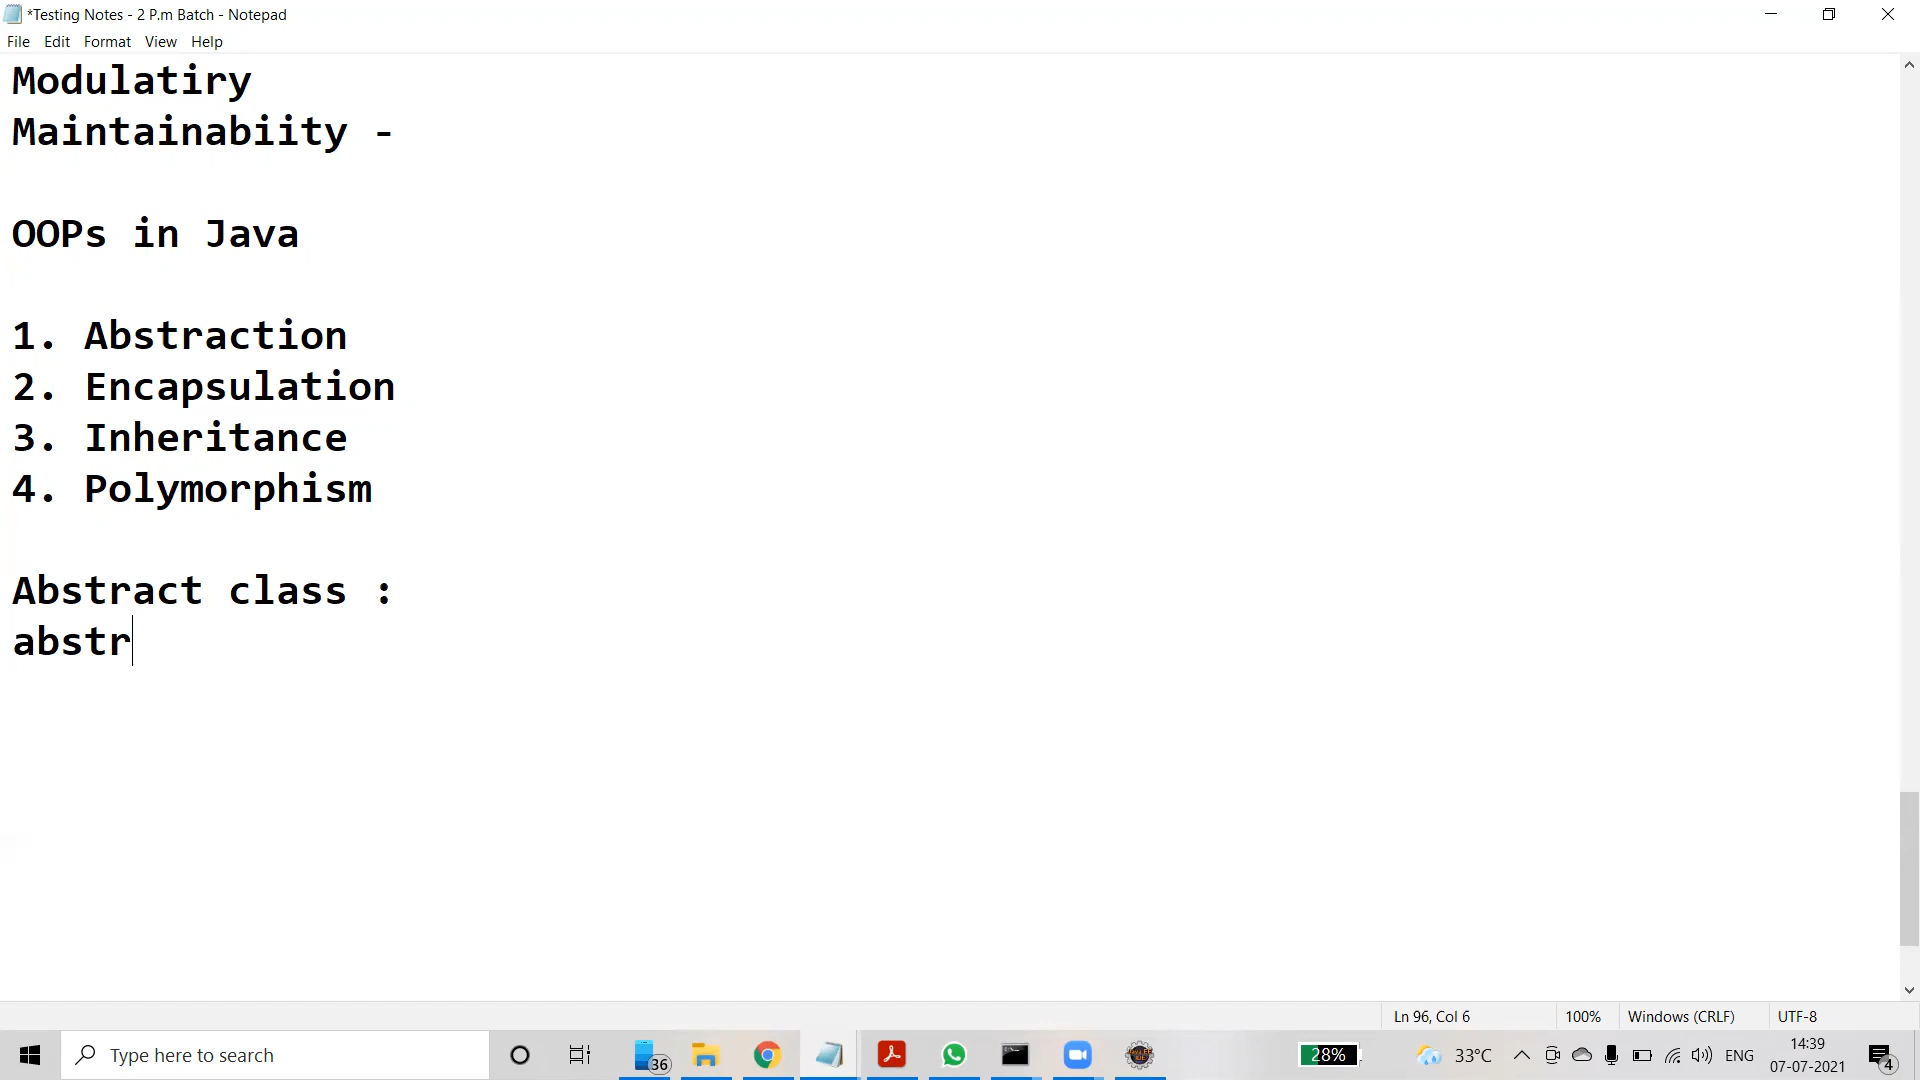 *Testing Notes - 2 P.m Batch - Notepad
File Edit Format View Help
Modulatiry
Maintainabiity -
OOPs in Java
1. Abstraction
2. Encapsulation
3. Inheritance
4. Polymorphism
Abstract class :
abstr
Ln 96, Col 6 100% Windows (CRLF) UTF-8
Type here to search 36 28% 33°C ENG 14:39
07-07-2021 4